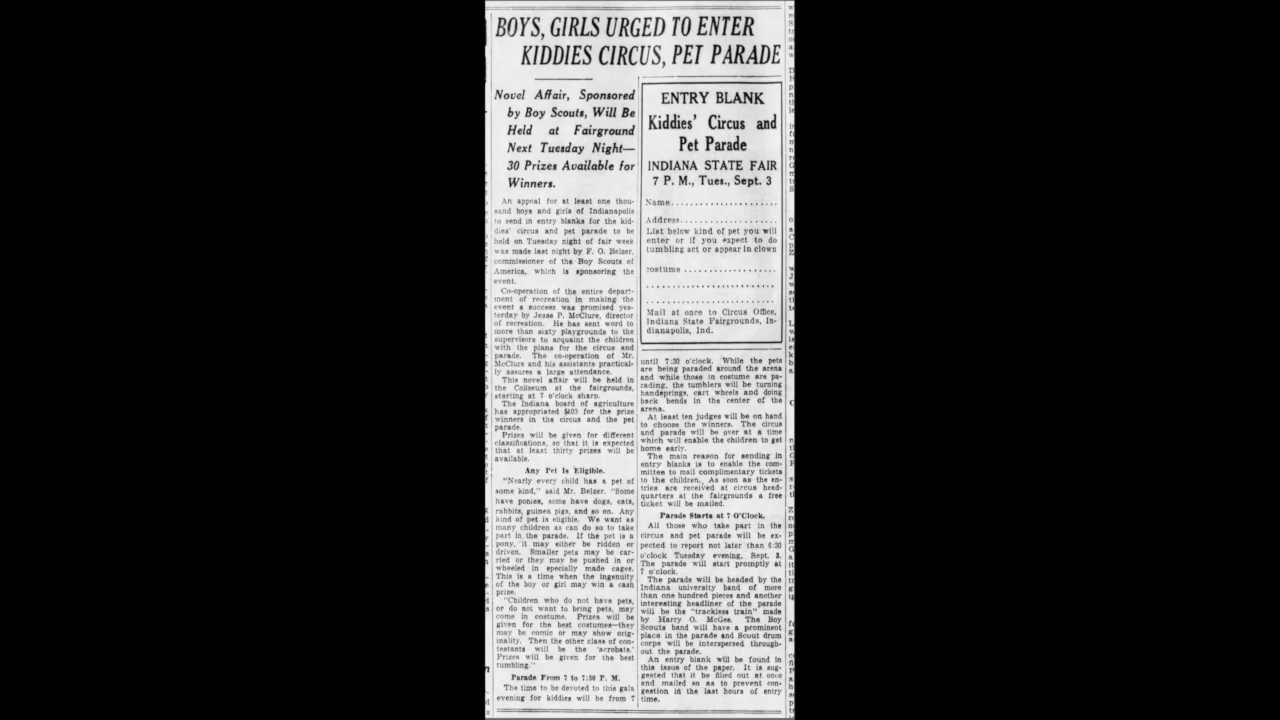 BOYS, GIRLS URGED TO ENTER
KIDDIES CIRCUS, PET PARADE
Novel Affair, Sponsored
by Boy Scouts, Will Be
Held at Fairground
Next Tuesday Night—
30 Prizes Available for
Winners.
An appeal for at least one thou-
sand boys and girls of Indianapolis
to send in entry blanks for the kid-
dies' circus and pet parade to be
held on Tuesday night of fair week
was made last night by F. O. Belzer,
commissioner of the Boy Scouts of
America, which is sponsoring the
event.
Co-operation of the entire depart-
ment of recreation in making the
event a success was promised yes-
terday by Jesse P. McClure, director
of recreation. He has sent word to
more than sixty playgrounds to the
supervisors to acquaint the children
with the plans for the circus and
parade. The co-operation of Mr.
McClure and his assistants practical-
ly assures a large attendance.
This novel affair will be held in
the Coliseum at the fairgrounds,
starting at 7 o'clock sharp.
The Indiana board of agriculture
has appropriated $400 for the prize
winners in the circus and the pet
parade.
Prizes will be given for different
classifications, so that it is expected
that at least thirty prizes will be
available.
Any Pet Is Eligible.
"Nearly every child has a pet of
some kind," said Mr. Belzer. "Some
have ponies, some have dogs, cats,
rabbits, guinea pigs, and so on. Any
kind of pet is eligible. We want as
many children as can do so to take
part in the parade. If the pet is a
pony, it may either be ridden or
driven. Smaller pets may be car-
ried or they may be pushed in or
wheeled in specially made cages.
This is a time when the ingenuity
of the boy or girl may win a cash
prize.
"Children who do not have pets,
or do not want to bring pets, may
come in costume. Prizes will be
given for the best costumes—they
may be comic or may show orig-
inality. Then the other class of con-
testants will be the 'acrobats.'
Prizes will be given for the best
tumbling."
Parade From 7 to 7:30 P. M.
The time to be devoted to this gala
evening for kiddies will be from 7
ENTRY BLANK
Kiddies' Circus and
Pet Parade
INDIANA STATE FAIR
7 P. M., Tues., Sept. 3
Name.....................
Address...................
List below kind of pet you will
enter or if you expect to do
tumbling act or appear in clown
costume ..................
Mail at once to Circus Office,
Indiana State Fairgrounds, In-
dianapolis, Ind.
until 7:30 o'clock. While the pets
are being paraded around the arena
and while those in costume are pa-
rading, the tumblers will be turning
handsprings, cart wheels and doing
back bends in the center of the
arena.
At least ten judges will be on hand
to choose the winners. The circus
and parade will be over at a time
which will enable the children to get
home early.
The main reason for sending in
entry blanks is to enable the com-
mittee to mail complimentary tickets
to the children. As soon as the en-
tries are received at circus head-
quarters at the fairgrounds a free
ticket will be mailed.
Parade Starts at 7 O'Clock.
All those who take part in the
circus and pet parade will be ex-
pected to report not later than 6:30
o'clock Tuesday evening, Sept. 3.
The parade will start promptly at
7 o'clock.
The parade will be headed by the
Indiana university band of more
than one hundred pieces and another
interesting headliner of the parade
will be the "trackless train" made
by Harry O. McGee. The Boy
Scouts band will have a prominent
place in the parade and Scout drum
corps will be interspersed through-
out the parade.
An entry blank will be found in
this issue of the paper. It is sug-
gested that it be filled out at once
and mailed so as to prevent con-
gestion in the last hours of entry
time.